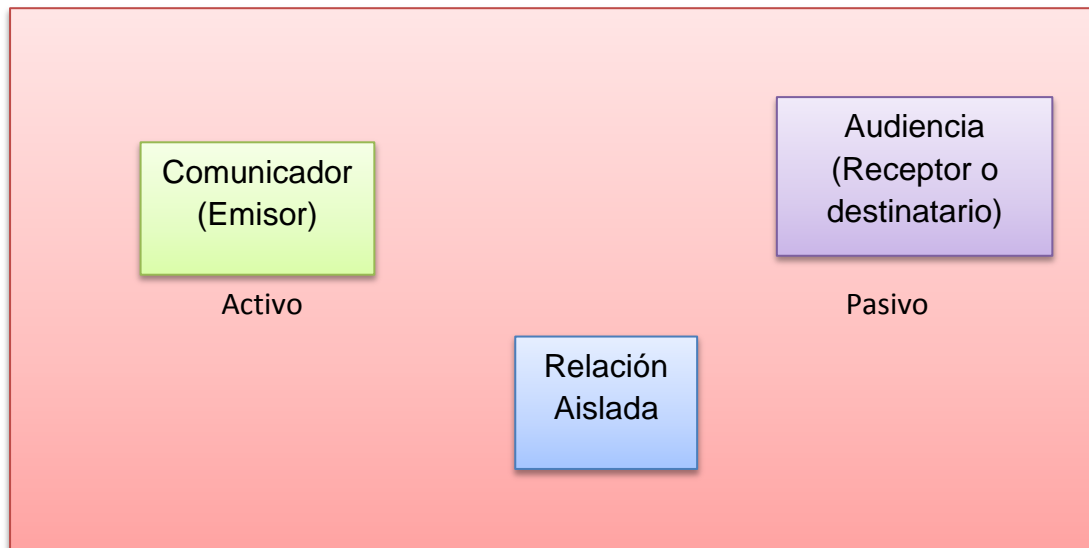 Comunicador
(Emisor)
Activo
Audiencia
(Receptor o
destinatario)
Pasivo
Relación
Aislada